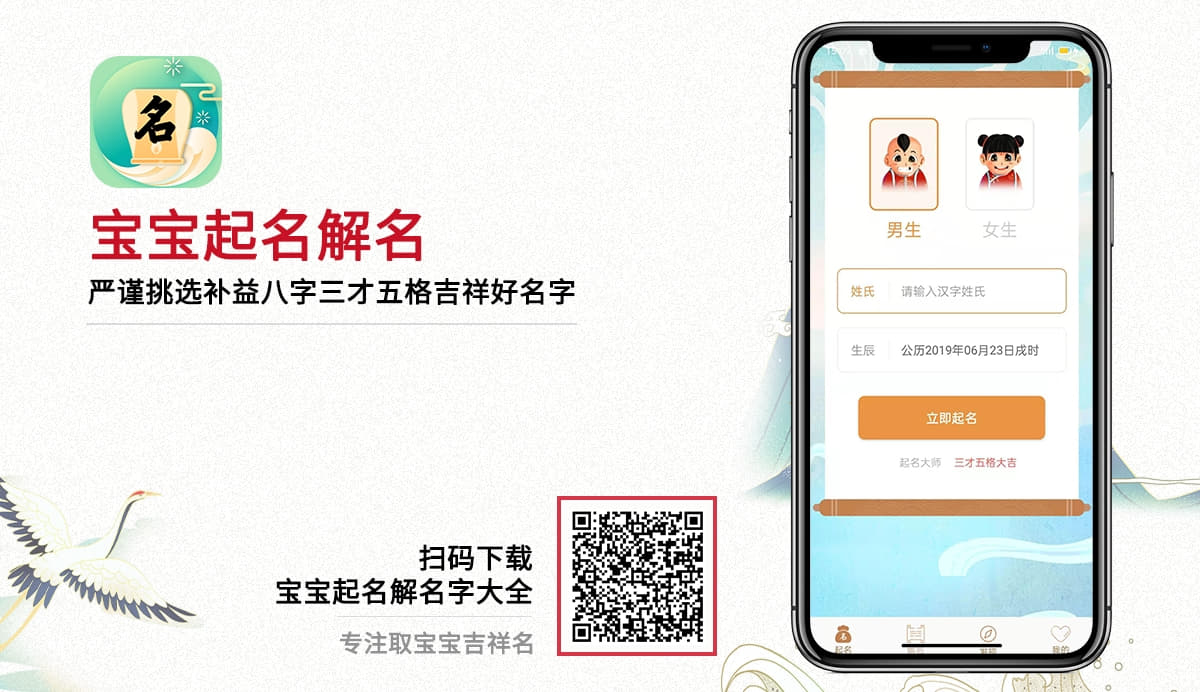 名
宝宝起名解名
严谨挑选补益八字三才五格吉祥好名字
男生
女生
姓氏 请输入汉字姓氏
生辰 公历2019年06月23日戌时
立即起名
起名大师 三才五格大吉
扫码下载
宝宝起名解名字大全
专注取宝宝吉祥名
起名
我的